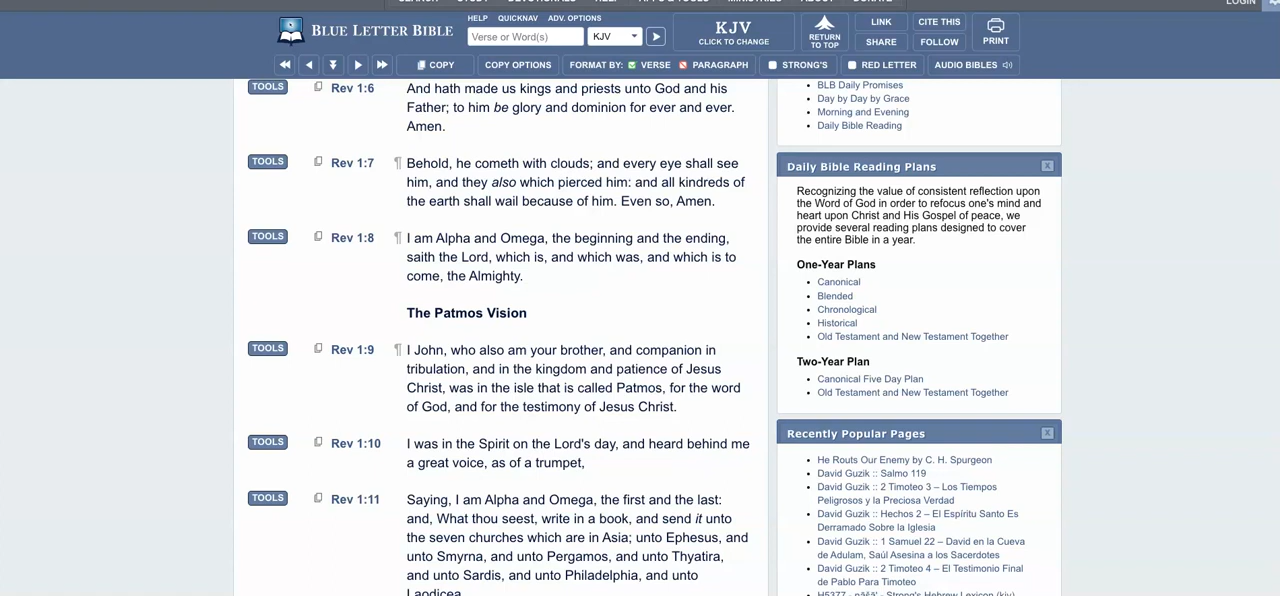 LOGIN
BLUE LETTER BIBLE
HELP QUICKNAV ADV. OPTIONS
Verse or Word(s)
KJV
KJV
CLICK TO CHANGE
RETURN
TO TOP
LINK
CITE THIS
SHARE
FOLLOW
PRINT
COPY
COPY OPTIONS
FORMAT BY: VERSE PARAGRAPH
STRONG'S
RED LETTER
AUDIO BIBLES
TOOLS Rev 1:6 And hath made us kings and priests unto God and his
Father; to him be glory and dominion for ever and ever.
Amen.
TOOLS Rev 1:7 ¶ Behold, he cometh with clouds; and every eye shall see
him, and they also which pierced him: and all kindreds of
the earth shall wail because of him. Even so, Amen.
TOOLS Rev 1:8 ¶ I am Alpha and Omega, the beginning and the ending,
saith the Lord, which is, and which was, and which is to
come, the Almighty.
The Patmos Vision
TOOLS Rev 1:9 ¶ I John, who also am your brother, and companion in
tribulation, and in the kingdom and patience of Jesus
Christ, was in the isle that is called Patmos, for the word
of God, and for the testimony of Jesus Christ.
TOOLS Rev 1:10 I was in the Spirit on the Lord's day, and heard behind me
a great voice, as of a trumpet,
TOOLS Rev 1:11 Saying, I am Alpha and Omega, the first and the last:
and, What thou seest, write in a book, and send it unto
the seven churches which are in Asia; unto Ephesus, and
unto Smyrna, and unto Pergamos, and unto Thyatira,
and unto Sardis, and unto Philadelphia, and unto
Laodicea
• BLB Daily Promises
• Day by Day by Grace
• Morning and Evening
• Daily Bible Reading
Daily Bible Reading Plans
Recognizing the value of consistent reflection upon
the Word of God in order to refocus one's mind and
heart upon Christ and His Gospel of peace, we
provide several reading plans designed to cover
the entire Bible in a year.
One-Year Plans
• Canonical
• Blended
• Chronological
• Historical
• Old Testament and New Testament Together
Two-Year Plan
• Canonical Five Day Plan
• Old Testament and New Testament Together
Recently Popular Pages
• He Routs Our Enemy by C. H. Spurgeon
• David Guzik :: Salmo 119
• David Guzik :: 2 Timoteo 3 – Los Tiempos
Peligrosos y la Preciosa Verdad
• David Guzik :: Hechos 2 – El Espíritu Santo Es
Derramado Sobre la Iglesia
• David Guzik :: 1 Samuel 22 – David en la Cueva
de Adulam, Saúl Asesina a los Sacerdotes
• David Guzik :: 2 Timoteo 4 – El Testimonio Final
de Pablo Para Timoteo
• H5377 - nāšā' - Strong's Hebrew Lexicon (kjv)